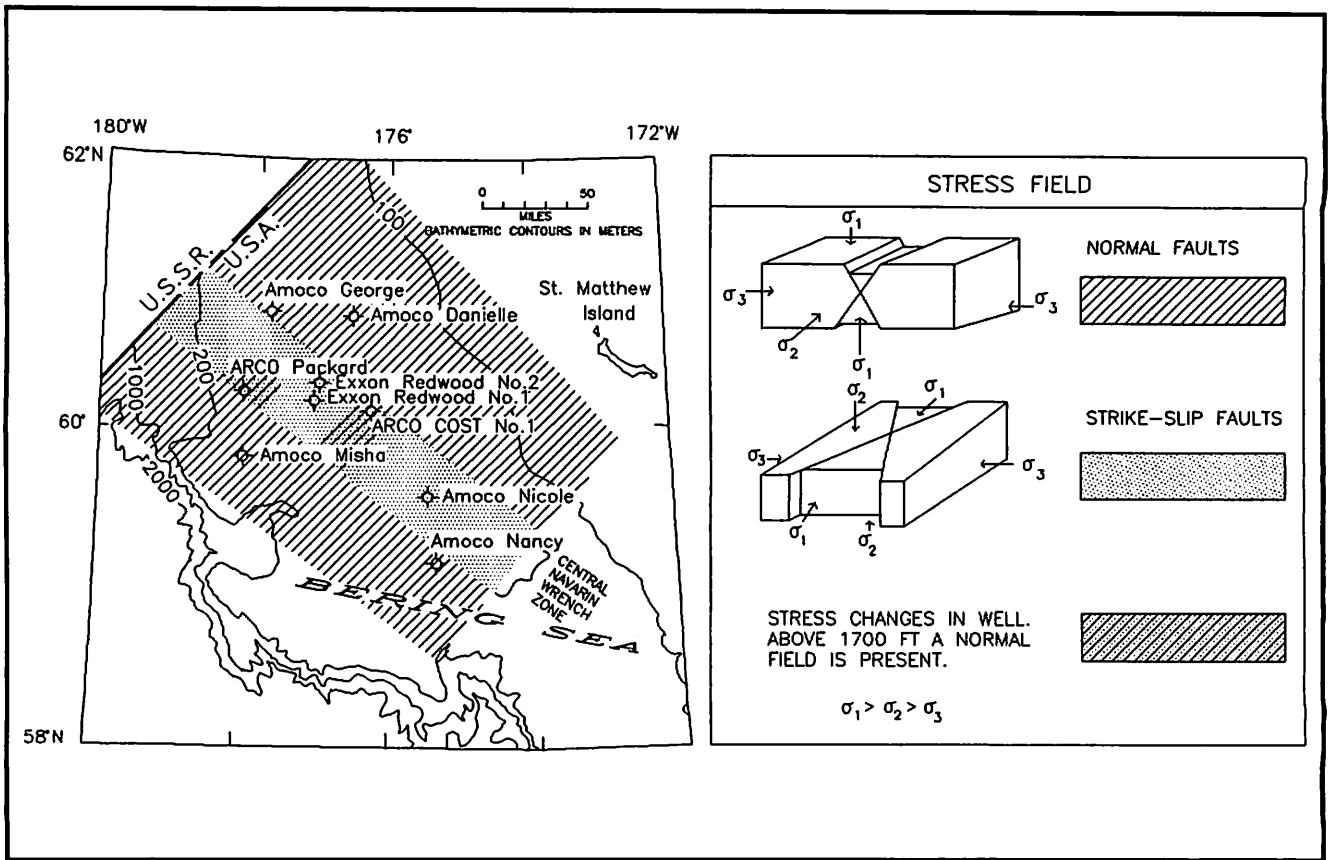 180°W
176°
172°W
62°N
0 50
MILES
BATHYMETRIC CONTOURS IN METERS
100
U.S.S.R.
U.S.A.
Amoco George
Amoco Danielle
St. Matthew
Island
200
1000
ARCO Packard
Exxon Redwood No.2
Exxon Redwood No.1
60°
ARCO COST No.1
Amoco Misha
2000
Amoco Nicole
Amoco Nancy
CENTRAL
NAVARIN
WRENCH
ZONE
BERING SEA
58°N
STRESS FIELD
σ1
σ3
σ3
σ2
σ1
NORMAL FAULTS
σ2
σ1
σ3
σ3
σ1
σ2
STRIKE-SLIP FAULTS
STRESS CHANGES IN WELL.
ABOVE 1700 FT A NORMAL
FIELD IS PRESENT.
σ1 > σ2 > σ3